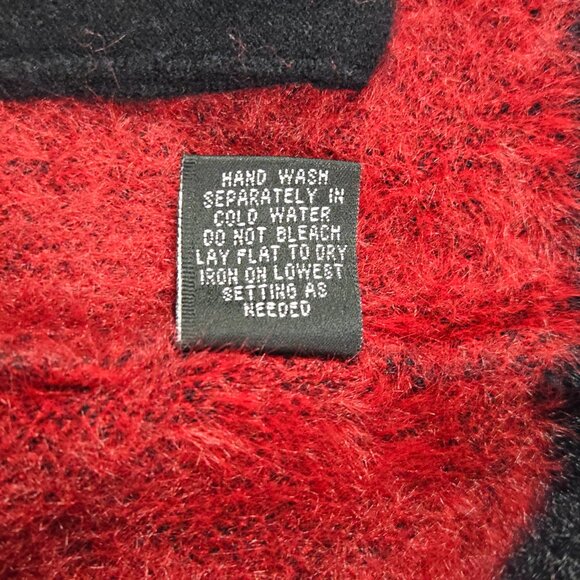 HAND WASH
SEPARATELY IN
COLD WATER
DO NOT BLEACH
LAY FLAT TO DRY
IRON ON LOWEST
SETTING AS
NEEDED